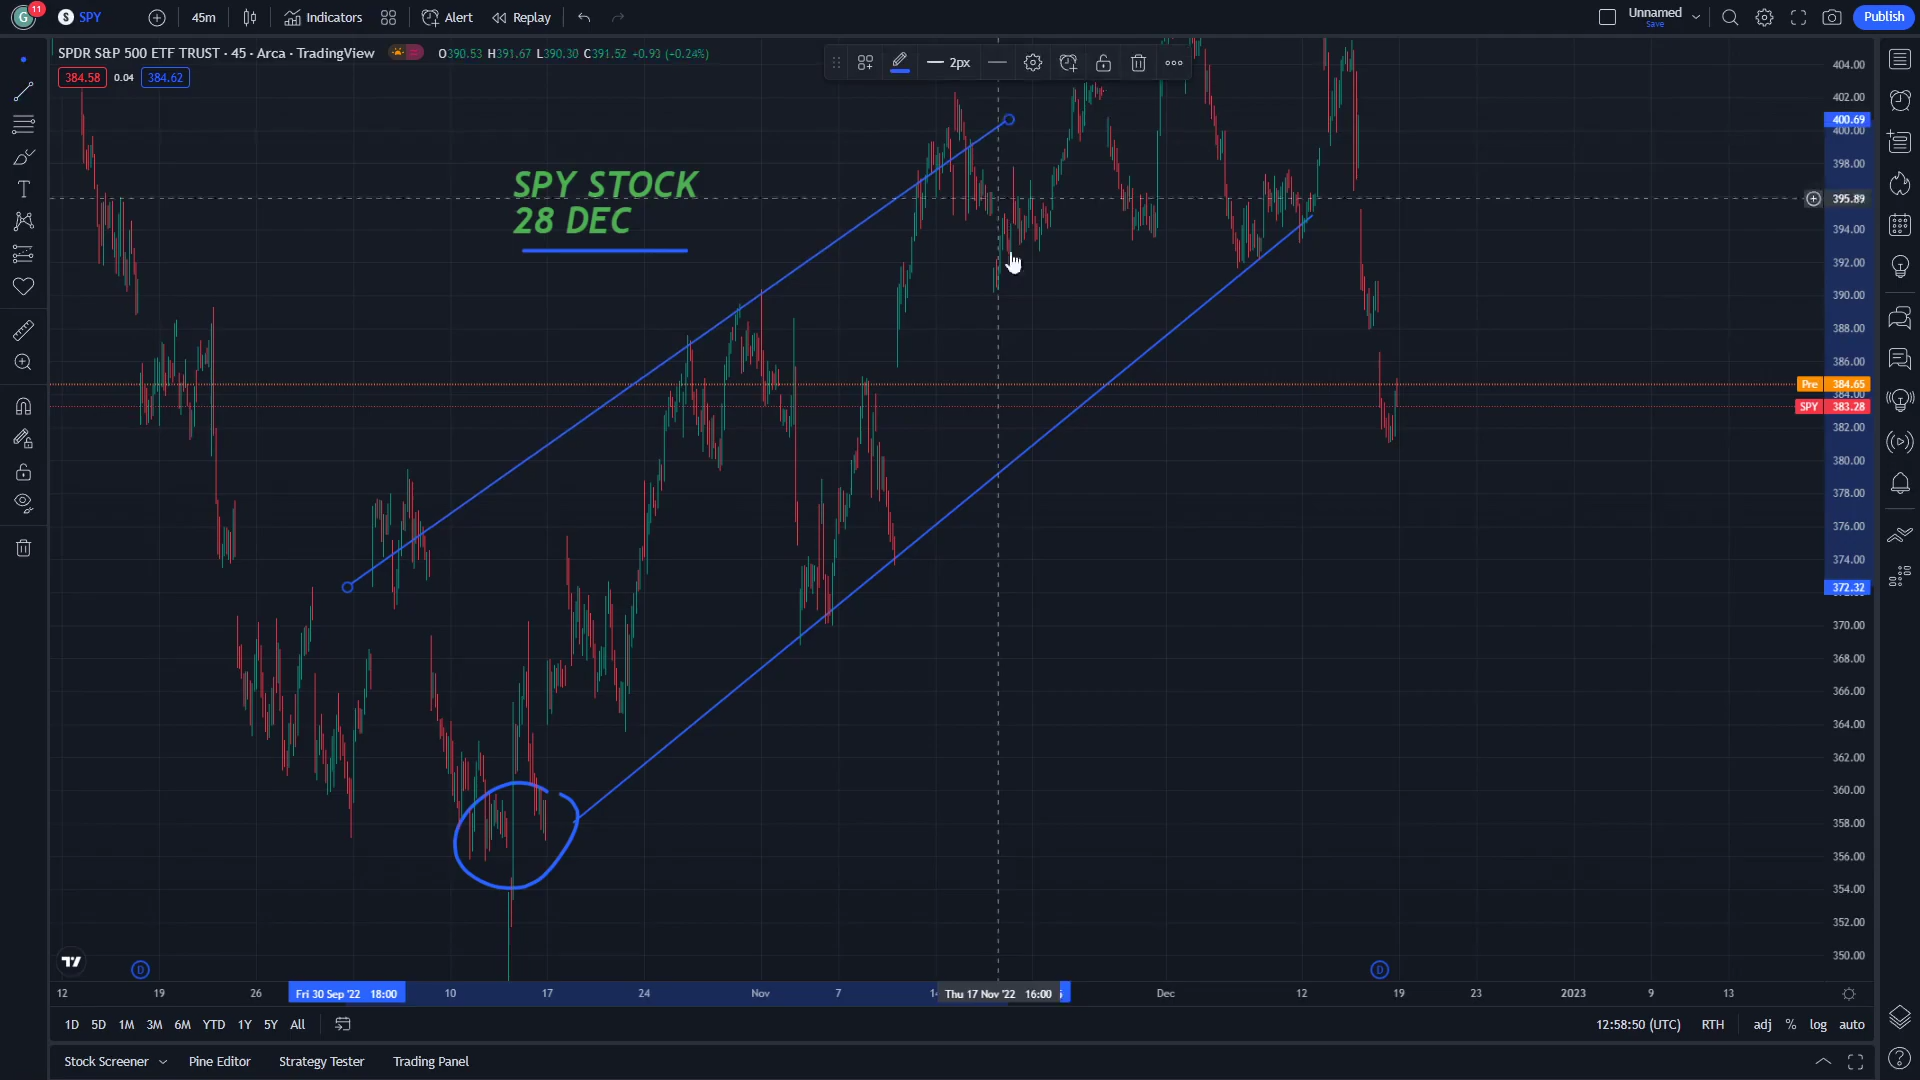 G 11 S SPY 45m Indicators Alert Replay Unnamed Save Publish
SPDR S&P 500 ETF TRUST · 45 · Arca · TradingView O390.53 H391.67 L390.30 C391.52 +0.93 (+0.24%)
384.58 0.04 384.62
2px
SPY STOCK
28 DEC
404.00
402.00
400.69
400.00
398.00
395.89
394.00
392.00
390.00
388.00
386.00
Pre 384.65
384.00
SPY 383.28
382.00
380.00
378.00
376.00
374.00
372.32
370.00
368.00
366.00
364.00
362.00
360.00
358.00
356.00
354.00
352.00
350.00
D D
12 19 26 Fri 30 Sep '22 18:00 10 17 24 Nov 7 Thu 17 Nov '22 16:00 Dec 12 19 23 2023 9 13
1D 5D 1M 3M 6M YTD 1Y 5Y All 12:58:50 (UTC) RTH adj % log auto
Stock Screener Pine Editor Strategy Tester Trading Panel